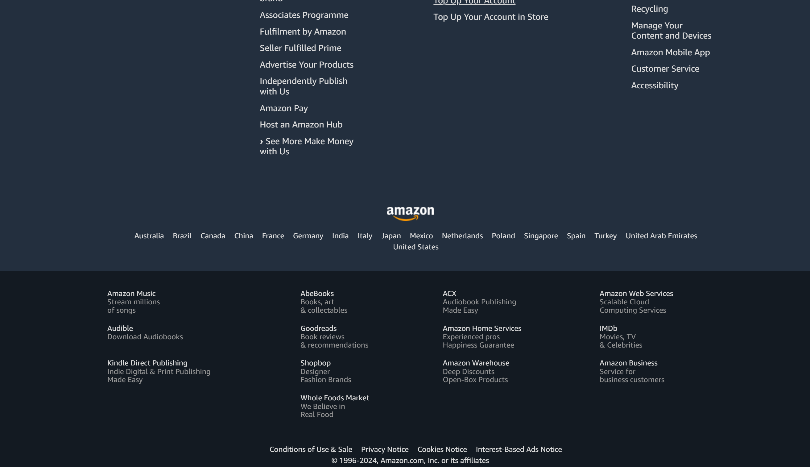 Associates Programme
Fulfilment by Amazon
Seller Fulfilled Prime
Advertise Your Products
Independently Publish
with Us
Amazon Pay
Host an Amazon Hub
› See More Make Money
with Us
Top Up Your Account
Top Up Your Account in Store
Recycling
Manage Your
Content and Devices
Amazon Mobile App
Customer Service
Accessibility
amazon
Australia Brazil Canada China France Germany India Italy Japan Mexico Netherlands Poland Singapore Spain Turkey United Arab Emirates
United States
Amazon Music
Stream millions
of songs
AbeBooks
Books, art
& collectables
ACX
Audiobook Publishing
Made Easy
Amazon Web Services
Scalable Cloud
Computing Services
Audible
Download Audiobooks
Goodreads
Book reviews
& recommendations
Amazon Home Services
Experienced pros
Happiness Guarantee
IMDb
Movies, TV
& Celebrities
Kindle Direct Publishing
Indie Digital & Print Publishing
Made Easy
Shopbop
Designer
Fashion Brands
Amazon Warehouse
Deep Discounts
Open-Box Products
Amazon Business
Service for
business customers
Whole Foods Market
We Believe in
Real Food
Conditions of Use & Sale Privacy Notice Cookies Notice Interest-Based Ads Notice
© 1996-2024, Amazon.com, Inc. or its affiliates